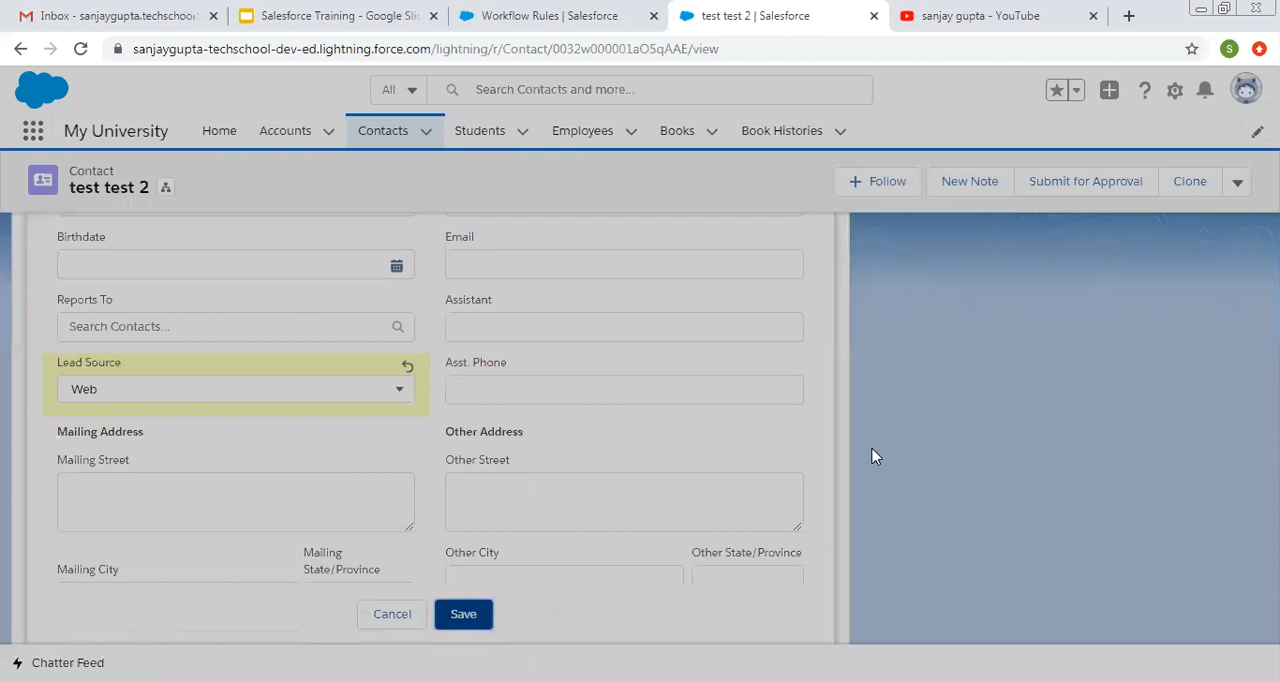 Inbox - sanjaygupta.techschool
Salesforce Training - Google Slid
Workflow Rules | Salesforce
test test 2 | Salesforce
sanjay gupta - YouTube
sanjaygupta-techschool-dev-ed.lightning.force.com/lightning/r/Contact/0032w000001aO5qAAE/view
S
All
Search Contacts and more...
My University
Home
Accounts
Contacts
Students
Employees
Books
Book Histories
Contact
test test 2
Follow
New Note
Submit for Approval
Clone
Birthdate
Email
Reports To
Assistant
Search Contacts...
Lead Source
Asst. Phone
Web
Mailing Address
Other Address
Mailing Street
Other Street
Mailing City
Mailing
State/Province
Other City
Other State/Province
Cancel
Save
Chatter Feed